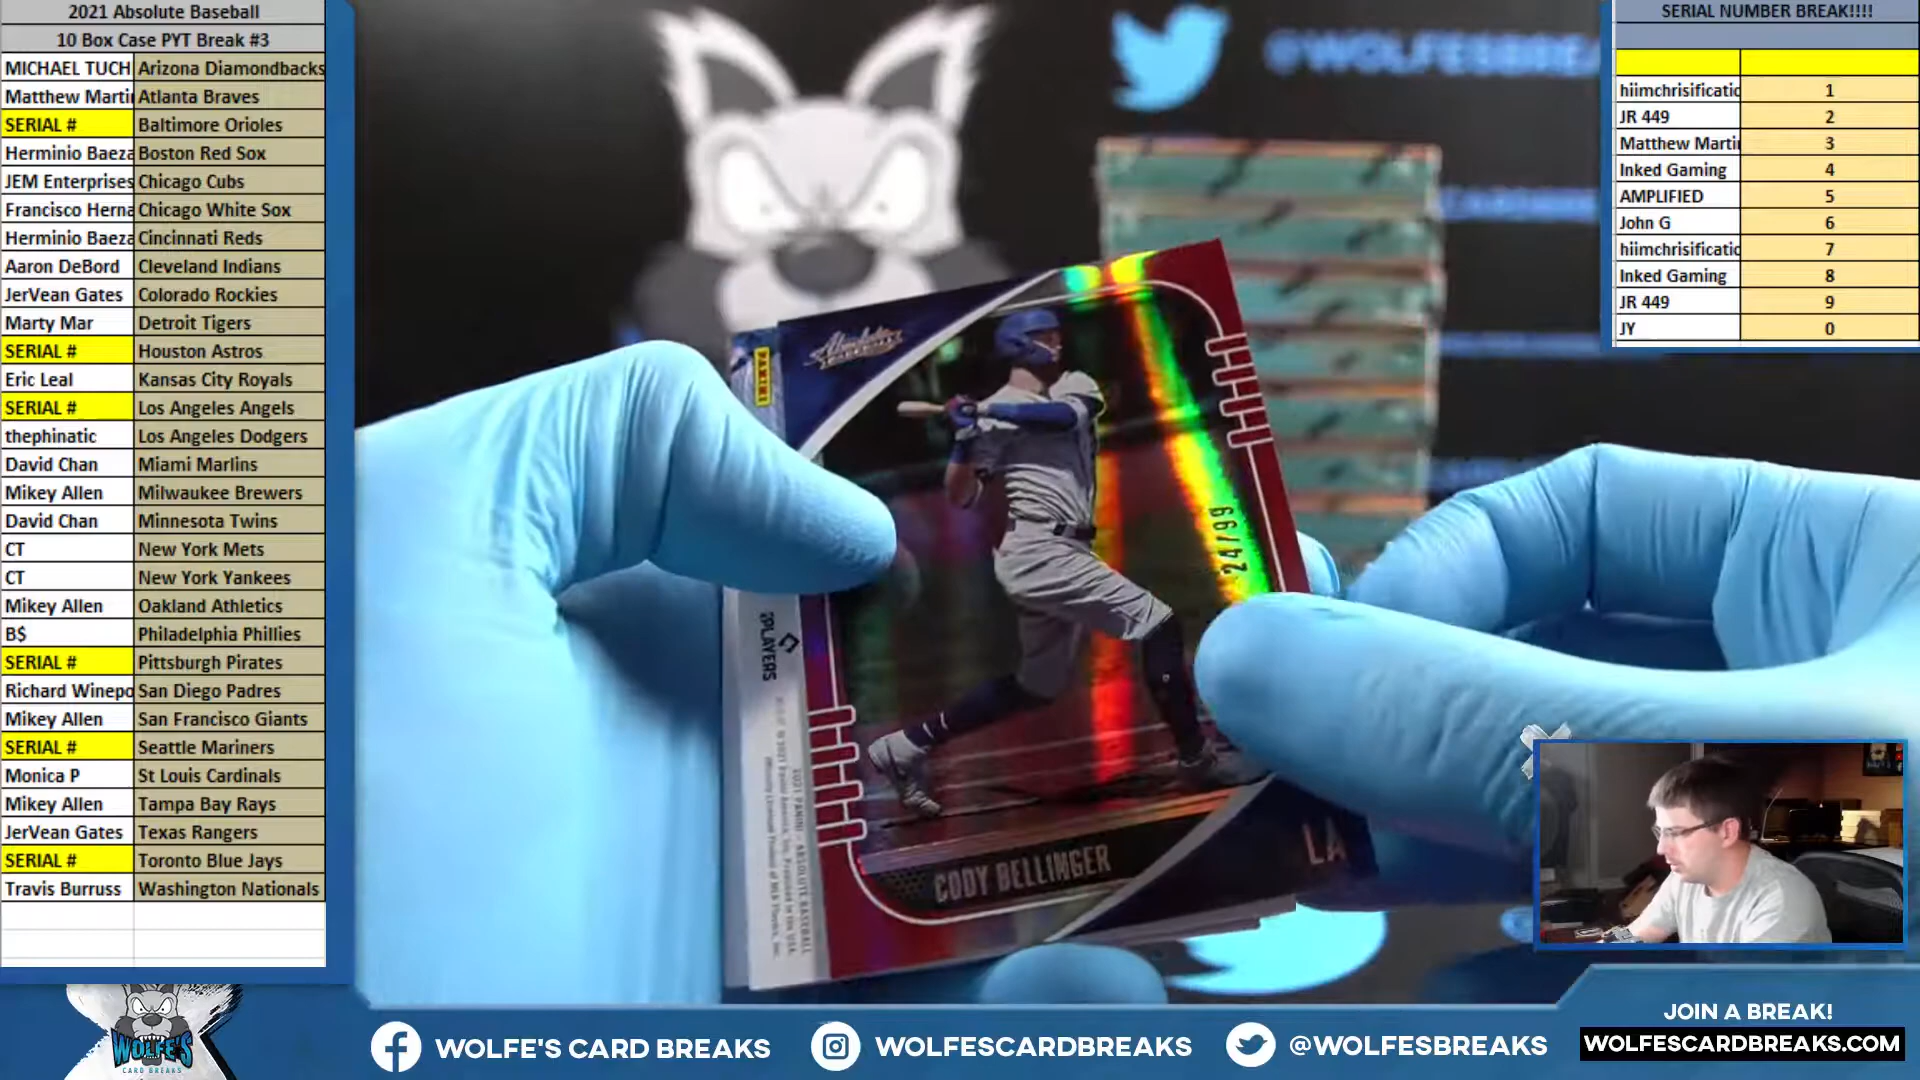 2021 Absolute Baseball
10 Box Case PYT Break #3
MICHAEL TUCH Arizona Diamondbacks
Matthew Marti Atlanta Braves
SERIAL # Baltimore Orioles
Herminio Baeza Boston Red Sox
JEM Enterprises Chicago Cubs
Francisco Herna Chicago White Sox
Herminio Baeza Cincinnati Reds
Aaron DeBord Cleveland Indians
JerVean Gates Colorado Rockies
Marty Mar Detroit Tigers
SERIAL # Houston Astros
Eric Leal Kansas City Royals
SERIAL # Los Angeles Angels
thephinatic Los Angeles Dodgers
David Chan Miami Marlins
Mikey Allen Milwaukee Brewers
David Chan Minnesota Twins
CT New York Mets
CT New York Yankees
Mikey Allen Oakland Athletics
B$ Philadelphia Phillies
SERIAL # Pittsburgh Pirates
Richard Winepo San Diego Padres
Mikey Allen San Francisco Giants
SERIAL # Seattle Mariners
Monica P St Louis Cardinals
Mikey Allen Tampa Bay Rays
JerVean Gates Texas Rangers
SERIAL # Toronto Blue Jays
Travis Burruss Washington Nationals
@WOLFESBREA
Absolute
BASEBALL
PANINI
24/99
PLAYERS
2021 PANINI - ABSOLUTE BASEBALL
CODY BELLINGER
LA
SERIAL NUMBER BREAK!!!!
hiimchrisificatio 1
JR 449 2
Matthew Marti 3
Inked Gaming 4
AMPLIFIED 5
John G 6
hiimchrisificatio 7
Inked Gaming 8
JR 449 9
JY 0
WOLFE'S
CARD BREAKS
WOLFE'S CARD BREAKS
WOLFESCARDBREAKS
@WOLFESBREAKS
JOIN A BREAK!
WOLFESCARDBREAKS.COM